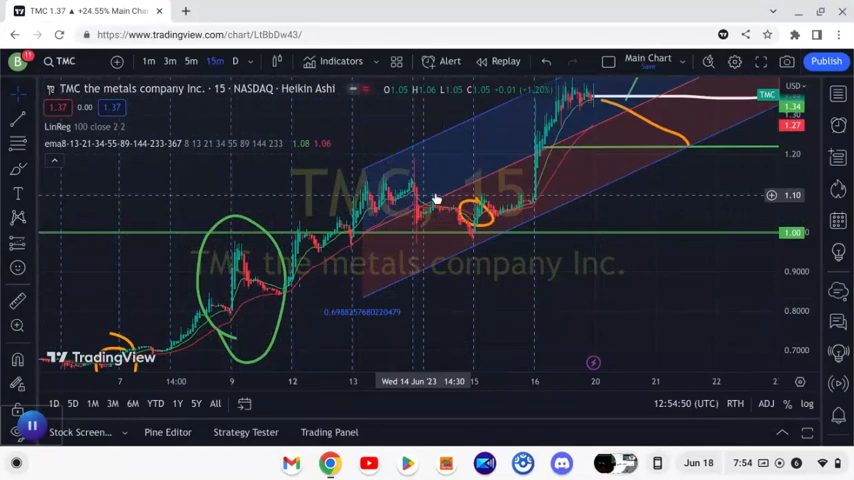 TMC 1.37 ▲ +24.55% Main Chart
https://www.tradingview.com/chart/LtBbDw43/
B 11 TMC 1m 3m 5m 15m D Indicators Alert Replay Main Chart Save Publish
TMC the metals company Inc. · 15 · NASDAQ · Heikin Ashi O1.05 H1.06 L1.05 C1.05 +0.01 (+1.20%) USD
1.37 0.00 1.37
LinReg 100 close 2 2
ema8-13-21-34-55-89-144-233-367 8 13 21 34 55 89 144 233 1.08 1.06
TMC
1.34
1.30
1.27
1.20
1.10
1.00
0.9000
0.8000
0.7000
TMC, 15
TMC the metals company Inc.
0.6988357680220479
TradingView
7 14:00 9 12 13 Wed 14 Jun '23 14:30 15 16 20 21 22
1D 5D 1M 3M 6M YTD 1Y 5Y All 12:54:50 (UTC) RTH ADJ % log
Stock Screen... Pine Editor Strategy Tester Trading Panel
Jun 18 7:54 6